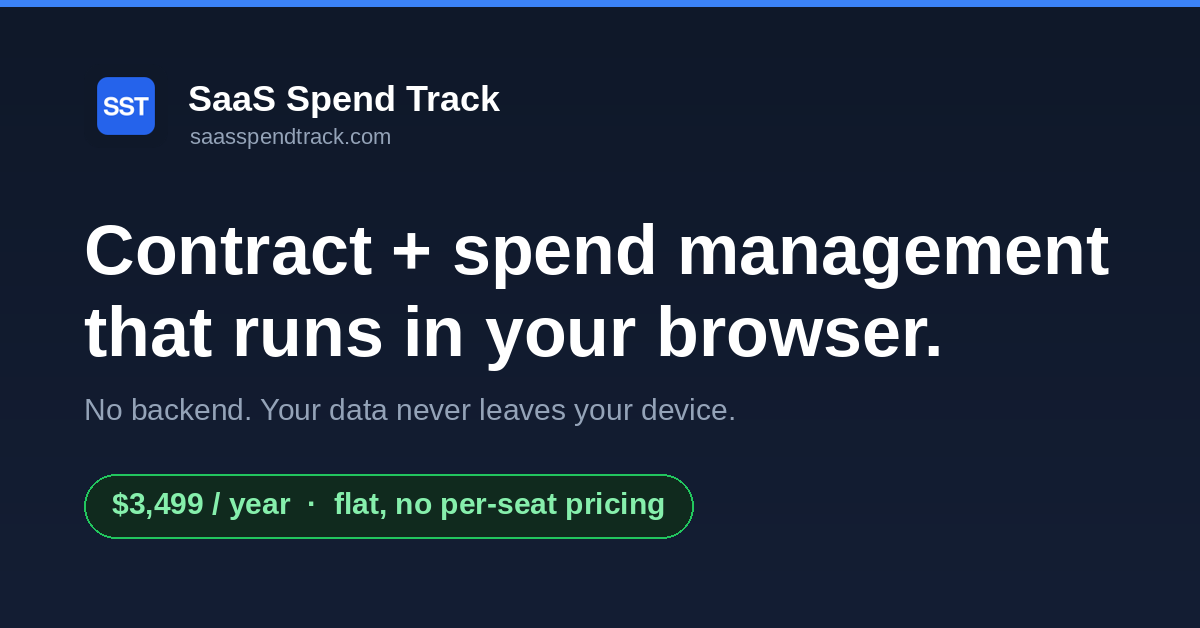 SST
SaaS Spend Track
saasspendtrack.com
Contract + spend management
that runs in your browser.
No backend. Your data never leaves your device.
$3,499 / year · flat, no per-seat pricing